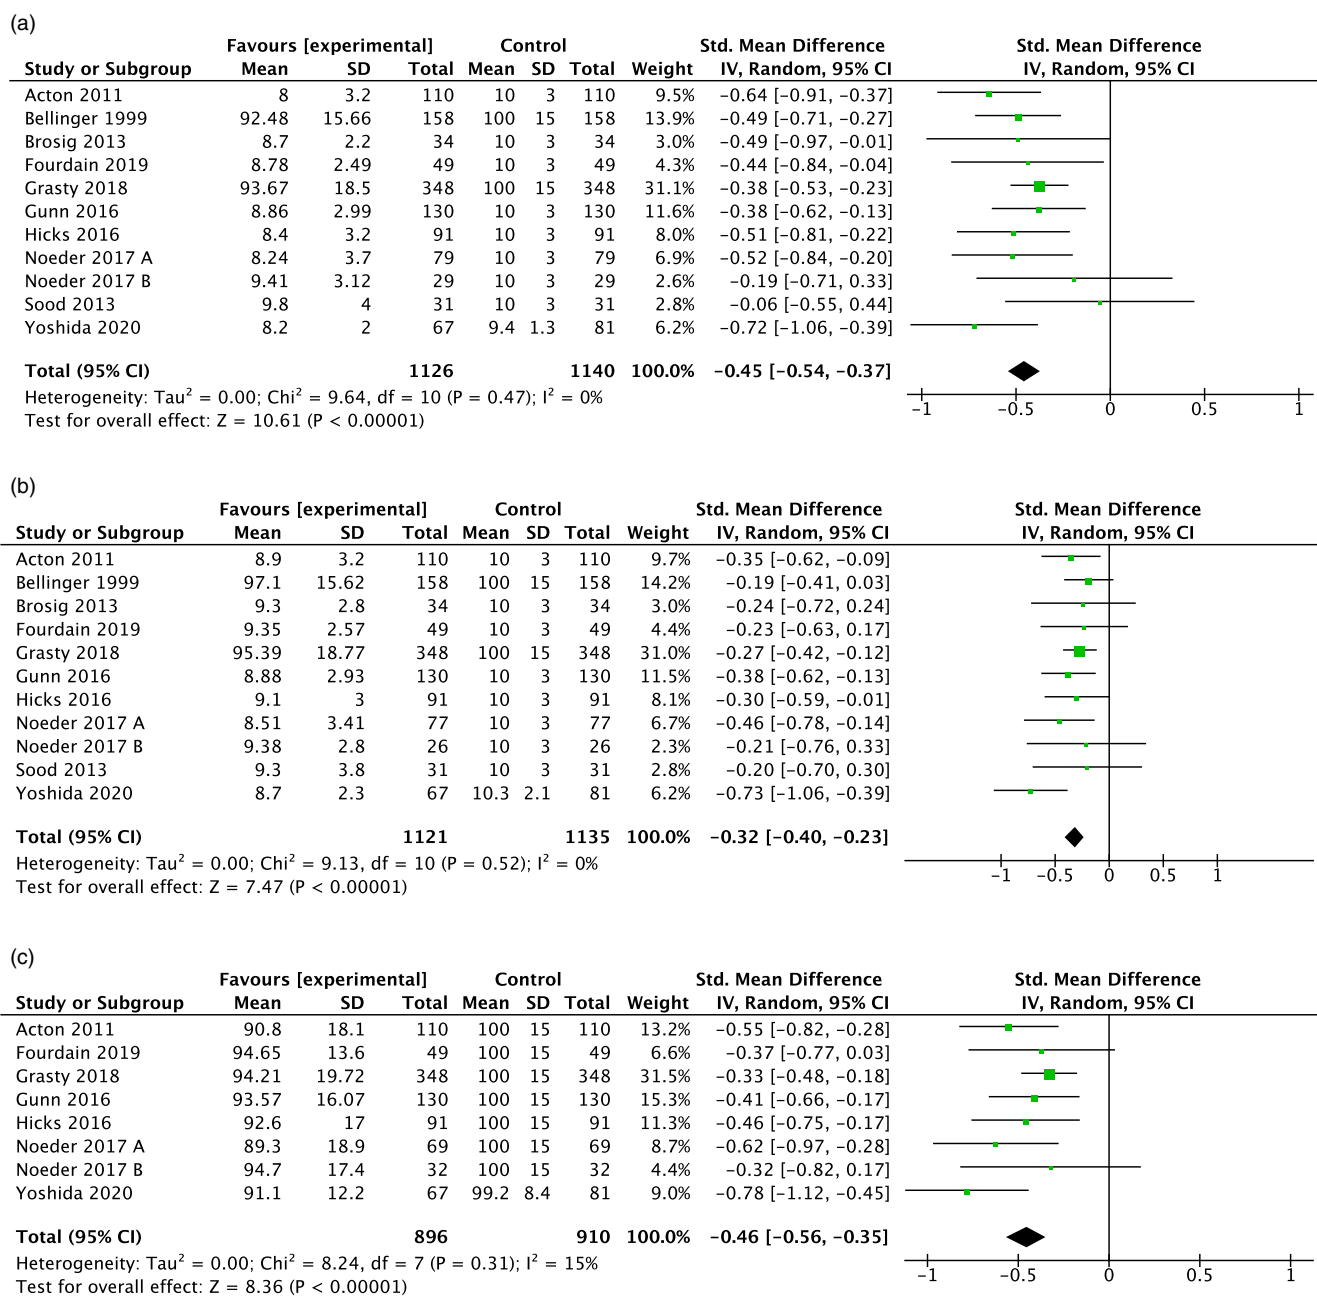 (a)
Favours [experimental] Control Std. Mean Difference Std. Mean Difference
Study or Subgroup Mean SD Total Mean SD Total Weight IV, Random, 95% CI IV, Random, 95% CI
Acton 2011 8 3.2 110 10 3 110 9.5% −0.64 [−0.91, −0.37]
Bellinger 1999 92.48 15.66 158 100 15 158 13.9% −0.49 [−0.71, −0.27]
Brosig 2013 8.7 2.2 34 10 3 34 3.0% −0.49 [−0.97, −0.01]
Fourdain 2019 8.78 2.49 49 10 3 49 4.3% −0.44 [−0.84, −0.04]
Grasty 2018 93.67 18.5 348 100 15 348 31.1% −0.38 [−0.53, −0.23]
Gunn 2016 8.86 2.99 130 10 3 130 11.6% −0.38 [−0.62, −0.13]
Hicks 2016 8.4 3.2 91 10 3 91 8.0% −0.51 [−0.81, −0.22]
Noeder 2017 A 8.24 3.7 79 10 3 79 6.9% −0.52 [−0.84, −0.20]
Noeder 2017 B 9.41 3.12 29 10 3 29 2.6% −0.19 [−0.71, 0.33]
Sood 2013 9.8 4 31 10 3 31 2.8% −0.06 [−0.55, 0.44]
Yoshida 2020 8.2 2 67 9.4 1.3 81 6.2% −0.72 [−1.06, −0.39]
Total (95% CI) 1126 1140 100.0% −0.45 [−0.54, −0.37]
Heterogeneity: Tau² = 0.00; Chi² = 9.64, df = 10 (P = 0.47); I² = 0%
Test for overall effect: Z = 10.61 (P < 0.00001)
−1 −0.5 0 0.5 1
(b)
Favours [experimental] Control Std. Mean Difference Std. Mean Difference
Study or Subgroup Mean SD Total Mean SD Total Weight IV, Random, 95% CI IV, Random, 95% CI
Acton 2011 8.9 3.2 110 10 3 110 9.7% −0.35 [−0.62, −0.09]
Bellinger 1999 97.1 15.62 158 100 15 158 14.2% −0.19 [−0.41, 0.03]
Brosig 2013 9.3 2.8 34 10 3 34 3.0% −0.24 [−0.72, 0.24]
Fourdain 2019 9.35 2.57 49 10 3 49 4.4% −0.23 [−0.63, 0.17]
Grasty 2018 95.39 18.77 348 100 15 348 31.0% −0.27 [−0.42, −0.12]
Gunn 2016 8.88 2.93 130 10 3 130 11.5% −0.38 [−0.62, −0.13]
Hicks 2016 9.1 3 91 10 3 91 8.1% −0.30 [−0.59, −0.01]
Noeder 2017 A 8.51 3.41 77 10 3 77 6.7% −0.46 [−0.78, −0.14]
Noeder 2017 B 9.38 2.8 26 10 3 26 2.3% −0.21 [−0.76, 0.33]
Sood 2013 9.3 3.8 31 10 3 31 2.8% −0.20 [−0.70, 0.30]
Yoshida 2020 8.7 2.3 67 10.3 2.1 81 6.2% −0.73 [−1.06, −0.39]
Total (95% CI) 1121 1135 100.0% −0.32 [−0.40, −0.23]
Heterogeneity: Tau² = 0.00; Chi² = 9.13, df = 10 (P = 0.52); I² = 0%
Test for overall effect: Z = 7.47 (P < 0.00001)
−1 −0.5 0 0.5 1
(c)
Favours [experimental] Control Std. Mean Difference Std. Mean Difference
Study or Subgroup Mean SD Total Mean SD Total Weight IV, Random, 95% CI IV, Random, 95% CI
Acton 2011 90.8 18.1 110 100 15 110 13.2% −0.55 [−0.82, −0.28]
Fourdain 2019 94.65 13.6 49 100 15 49 6.6% −0.37 [−0.77, 0.03]
Grasty 2018 94.21 19.72 348 100 15 348 31.5% −0.33 [−0.48, −0.18]
Gunn 2016 93.57 16.07 130 100 15 130 15.3% −0.41 [−0.66, −0.17]
Hicks 2016 92.6 17 91 100 15 91 11.3% −0.46 [−0.75, −0.17]
Noeder 2017 A 89.3 18.9 69 100 15 69 8.7% −0.62 [−0.97, −0.28]
Noeder 2017 B 94.7 17.4 32 100 15 32 4.4% −0.32 [−0.82, 0.17]
Yoshida 2020 91.1 12.2 67 99.2 8.4 81 9.0% −0.78 [−1.12, −0.45]
Total (95% CI) 896 910 100.0% −0.46 [−0.56, −0.35]
Heterogeneity: Tau² = 0.00; Chi² = 8.24, df = 7 (P = 0.31); I² = 15%
Test for overall effect: Z = 8.36 (P < 0.00001)
−1 −0.5 0 0.5 1